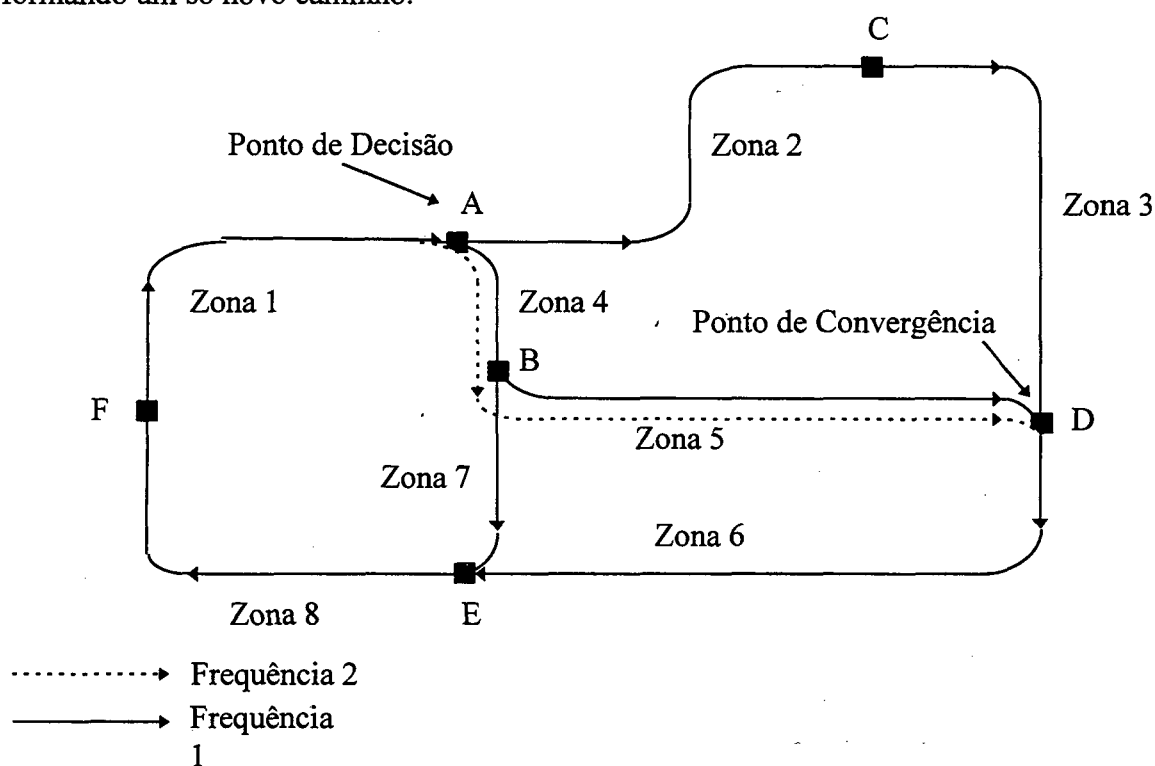 formando um só novo caminho.
C
Ponto de Decisão
Zona 2
A
Zona 3
Zona 1
Zona 4
Ponto de Convergência
B
F
D
Zona 5
Zona 7
Zona 6
Zona 8
E
Frequência 2
Frequência
1